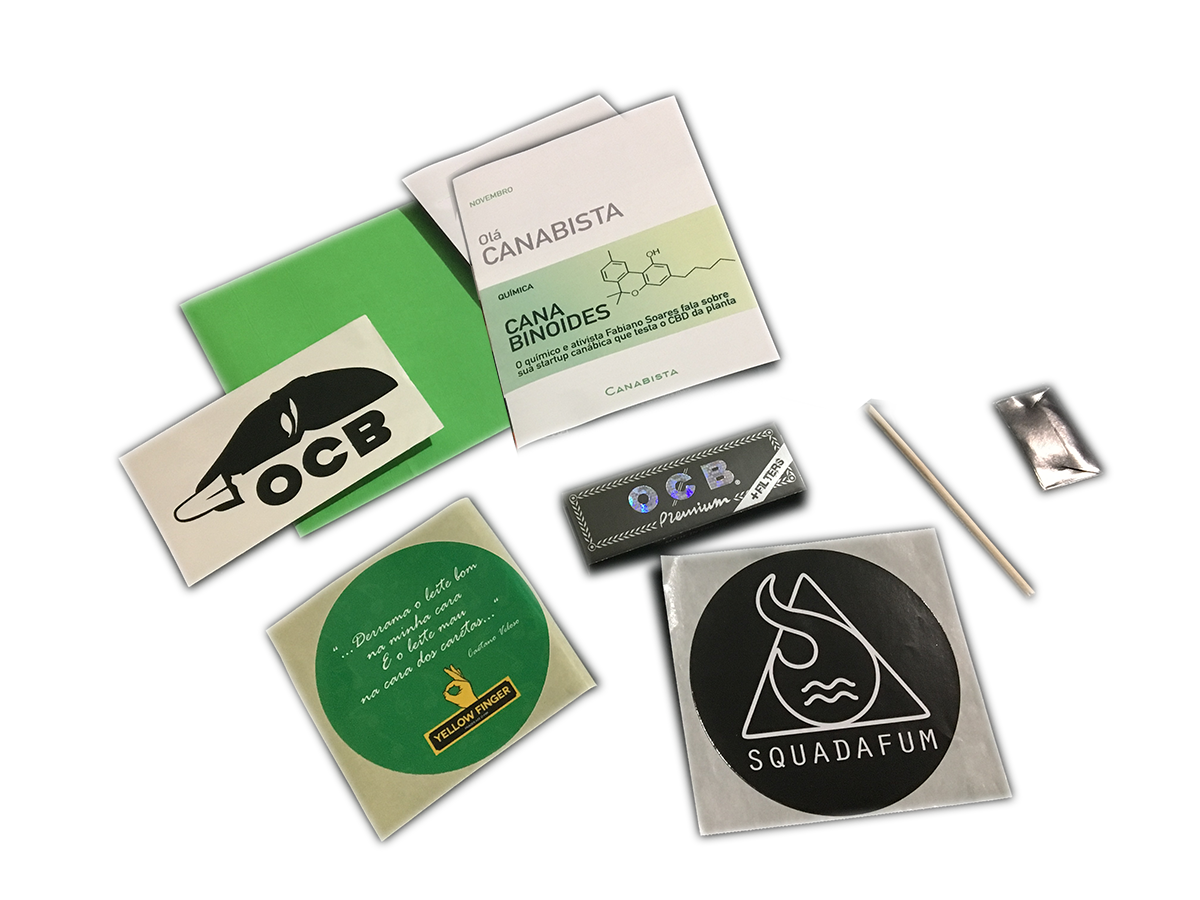 NOVEMBRO
Olá
CANABISTA
QUÍMICA
OH
O
CANA
BINOIDES
O químico e ativista Fabiano Soares fala sobre
sua startup canábica que testa o CBD da planta
CANABISTA
OCB
OCB
Premium
+FILTERS
"...Derrama o leite bom
na minha cara
E o leite mau
na cara dos caretas..."
Caetano Veloso
YELLOW FINGER
SQUADAFUM